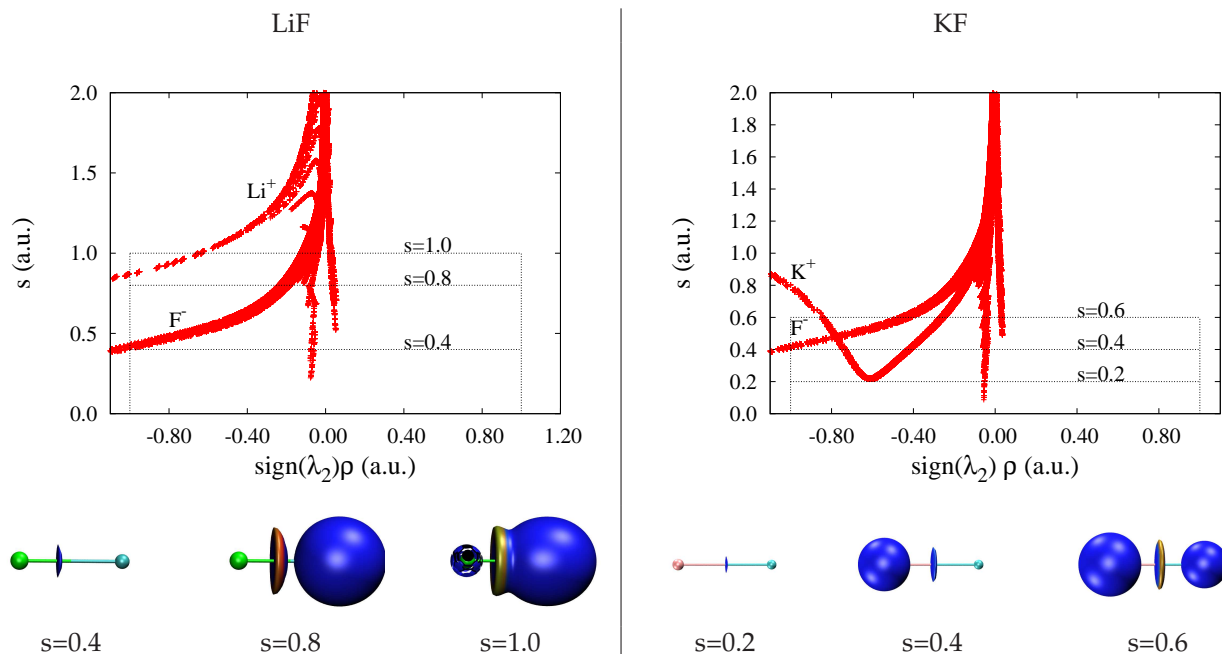 LiF
2.0
1.5
1.0
0.5
0.0
s (a.u.)
Li⁺
F⁻
s=1.0
s=0.8
s=0.4
-0.80 -0.40 0.00 0.40 0.80 1.20
sign(λ₂)ρ (a.u.)
s=0.4 s=0.8 s=1.0
KF
2.0
1.8
1.6
1.4
1.2
1.0
0.8
0.6
0.4
0.2
0.0
s (a.u.)
K⁺
F⁻
s=0.6
s=0.4
s=0.2
-0.80 -0.40 0.00 0.40 0.80
sign(λ₂) ρ (a.u.)
s=0.2 s=0.4 s=0.6